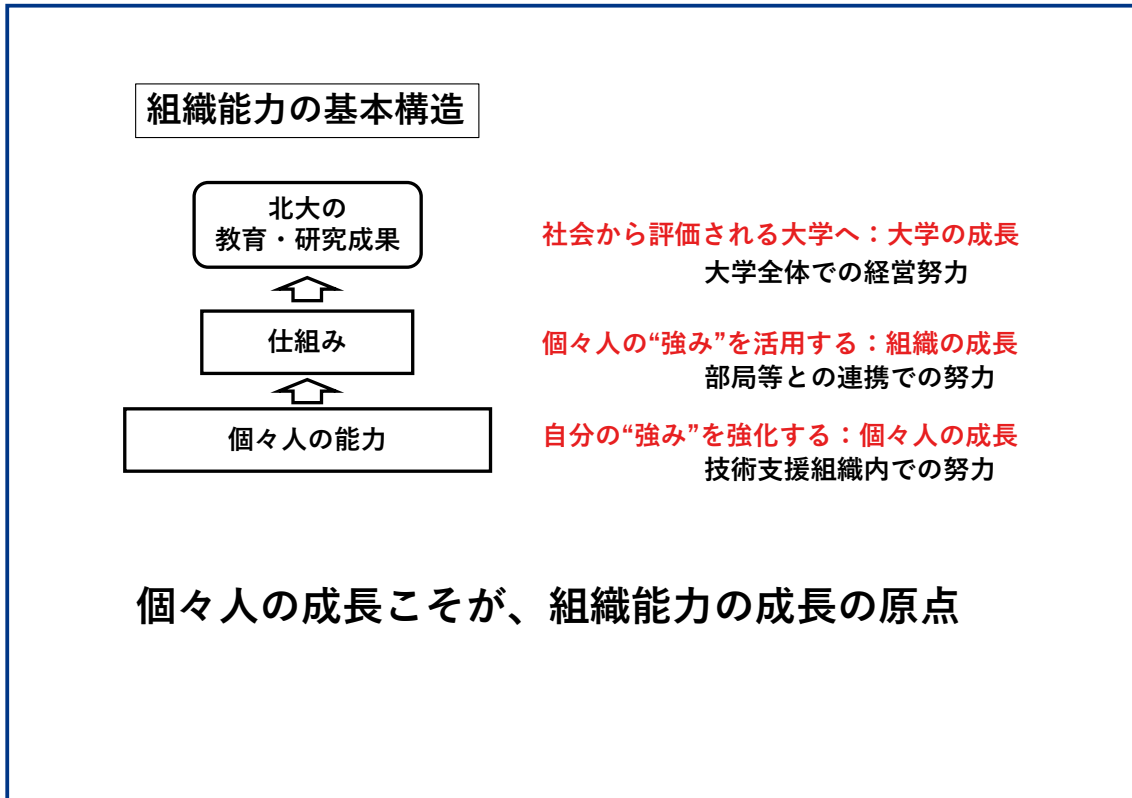 組織能力の基本構造
北大の
教育・研究成果
社会から評価される大学へ：大学の成長
大学全体での経営努力
仕組み
個々人の“強み”を活用する：組織の成長
部局等との連携での努力
個々人の能力
自分の“強み”を強化する：個々人の成長
技術支援組織内での努力
個々人の成長こそが、組織能力の成長の原点